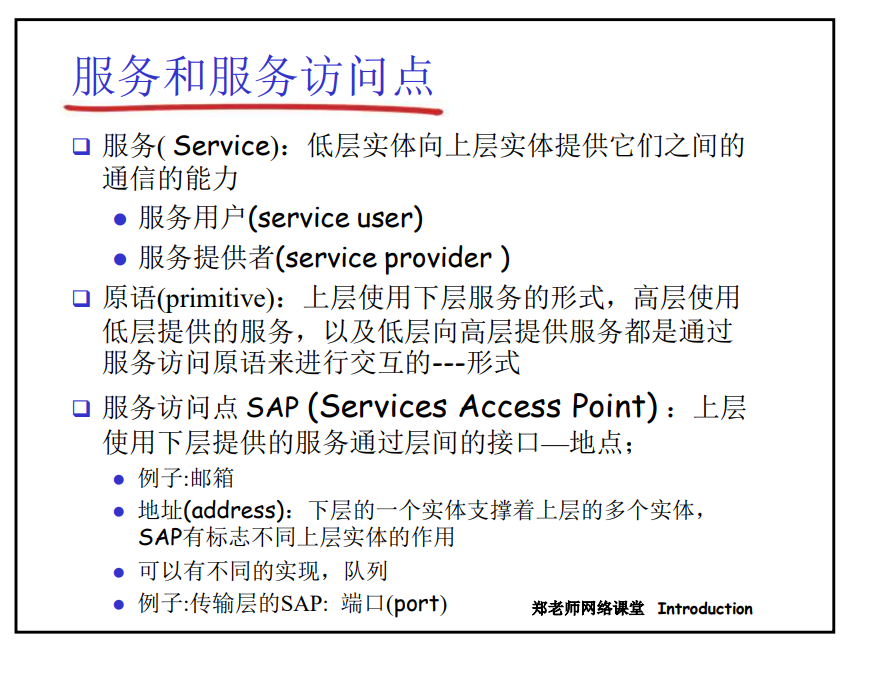 服务和服务访问点
❑ 服务( Service)：低层实体向上层实体提供它们之间的
通信的能力
● 服务用户(service user)
● 服务提供者(service provider )
❑ 原语(primitive)：上层使用下层服务的形式，高层使用
低层提供的服务，以及低层向高层提供服务都是通过
服务访问原语来进行交互的---形式
❑ 服务访问点 SAP (Services Access Point) ：上层
使用下层提供的服务通过层间的接口—地点；
● 例子:邮箱
● 地址(address)：下层的一个实体支撑着上层的多个实体，
SAP有标志不同上层实体的作用
● 可以有不同的实现，队列
● 例子:传输层的SAP: 端口(port)
郑老师网络课堂 Introduction